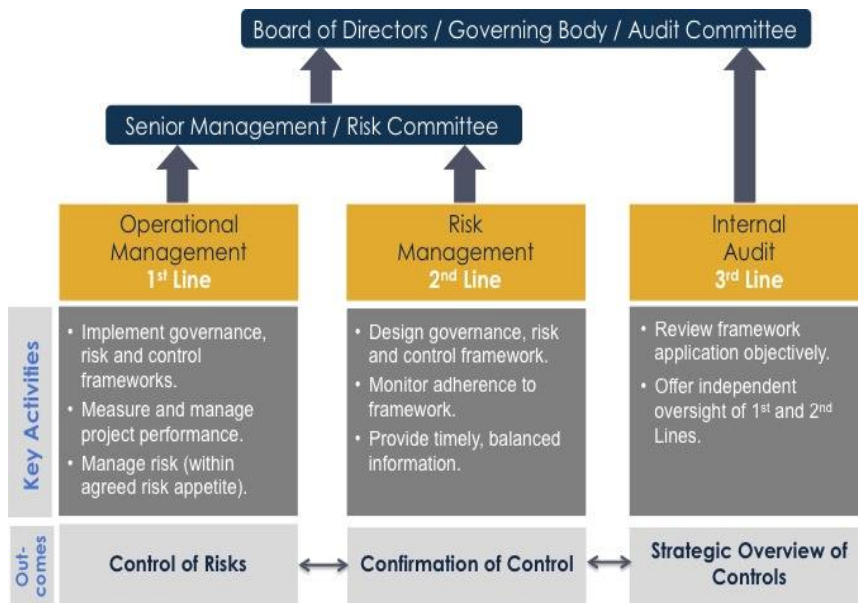 Board of Directors / Governing Body / Audit Committee
Senior Management / Risk Committee
Operational
Management
1st Line
Risk
Management
2nd Line
Internal
Audit
3rd Line
Key Activities
• Implement governance,
risk and control
frameworks.
• Measure and manage
project performance.
• Manage risk (within
agreed risk appetite).
• Design governance, risk
and control framework.
• Monitor adherence to
framework.
• Provide timely, balanced
information.
• Review framework
application objectively.
• Offer independent
oversight of 1st and 2nd
Lines.
Out-
comes
Control of Risks
Confirmation of Control
Strategic Overview of
Controls